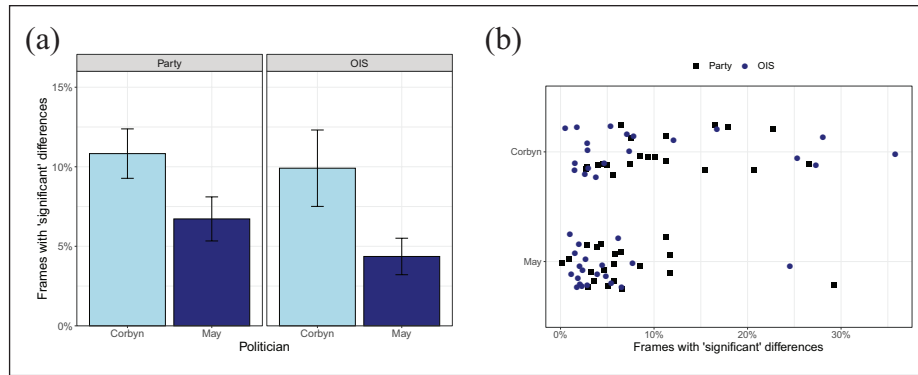 (a)
Party OIS
Frames with 'significant' differences
15%
10%
5%
0%
Corbyn May Corbyn May
Politician
(b)
Party OIS
Corbyn
May
0% 10% 20% 30%
Frames with 'significant' differences